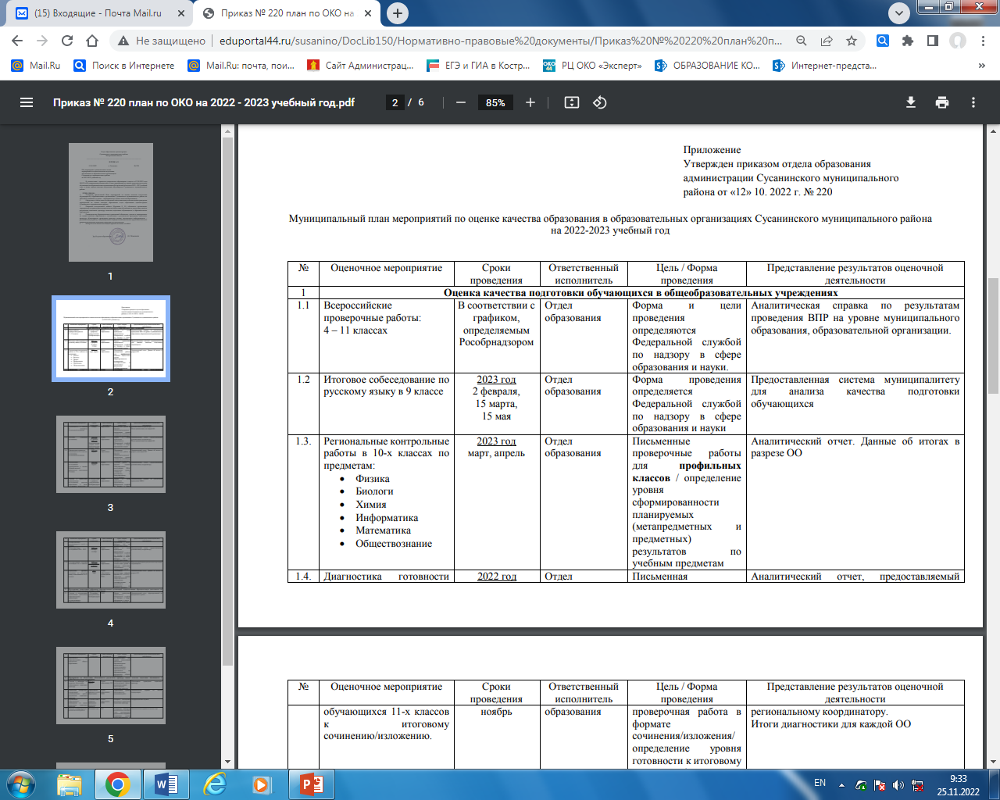 (15) Входящие - Почта Mail.ru
Приказ № 220 план по ОКО на
Не защищено
eduportal44.ru/susanino/DocLib150/Нормативно-правовые%20документы/Приказ%20№%20220%20план%20п...
Mail.Ru
Поиск в Интернете
Mail.Ru: почта, пои...
Сайт Администрац...
ЕГЭ и ГИА в Костр...
РЦ ОКО «Эксперт»
ОБРАЗОВАНИЕ КО...
Интернет-предста...
»
Приказ № 220 план по ОКО на 2022 - 2023 учебный год.pdf
2 / 6
85%
1
2
3
4
5
Приложение
Утвержден приказом отдела образования
администрации Сусанинского муниципального
района от «12» 10. 2022 г. № 220
Муниципальный план мероприятий по оценке качества образования в образовательных организациях Сусанинского муниципального района
на 2022-2023 учебный год
№
Оценочное мероприятие
Сроки
проведения
Ответственный
исполнитель
Цель / Форма
проведения
Представление результатов оценочной
деятельности
1
Оценка качества подготовки обучающихся в общеобразовательных учреждениях
1.1
Всероссийские
проверочные работы:
4 – 11 классах
В соответствии с
графиком,
определяемым
Рособрнадзором
Отдел
образования
Форма и цели
проведения
определяются
Федеральной службой
по надзору в сфере
образования и науки.
Аналитическая справка по результатам
проведения ВПР на уровне муниципального
образования, образовательной организации.
1.2
Итоговое собеседование по
русскому языку в 9 классе
2023 год
2 февраля,
15 марта,
15 мая
Отдел
образования
Форма проведения
определяется
Федеральной службой
по надзору в сфере
образования и науки
Предоставленная система муниципалитету
для анализа качества подготовки
обучающихся
1.3.
Региональные контрольные
работы в 10-х классах по
предметам:
• Физика
• Биологи
• Химия
• Информатика
• Математика
• Обществознание
2023 год
март, апрель
Отдел
образования
Письменные
проверочные работы
для профильных
классов / определение
уровня
сформированности
планируемых
(метапредметных и
предметных)
результатов по
учебным предметам
Аналитический отчет. Данные об итогах в
разрезе ОО
1.4.
Диагностика готовности
2022 год
Отдел
Письменная
Аналитический отчет, предоставляемый
№
Оценочное мероприятие
Сроки
проведения
Ответственный
исполнитель
Цель / Форма
проведения
Представление результатов оценочной
деятельности
обучающихся 11-х классов
к итоговому
сочинению/изложению.
ноябрь
образования
проверочная работа в
формате
сочинения/изложения/
определение уровня
готовности к итоговому
региональному координатору.
Итоги диагностики для каждой ОО
EN
9:33
25.11.2022